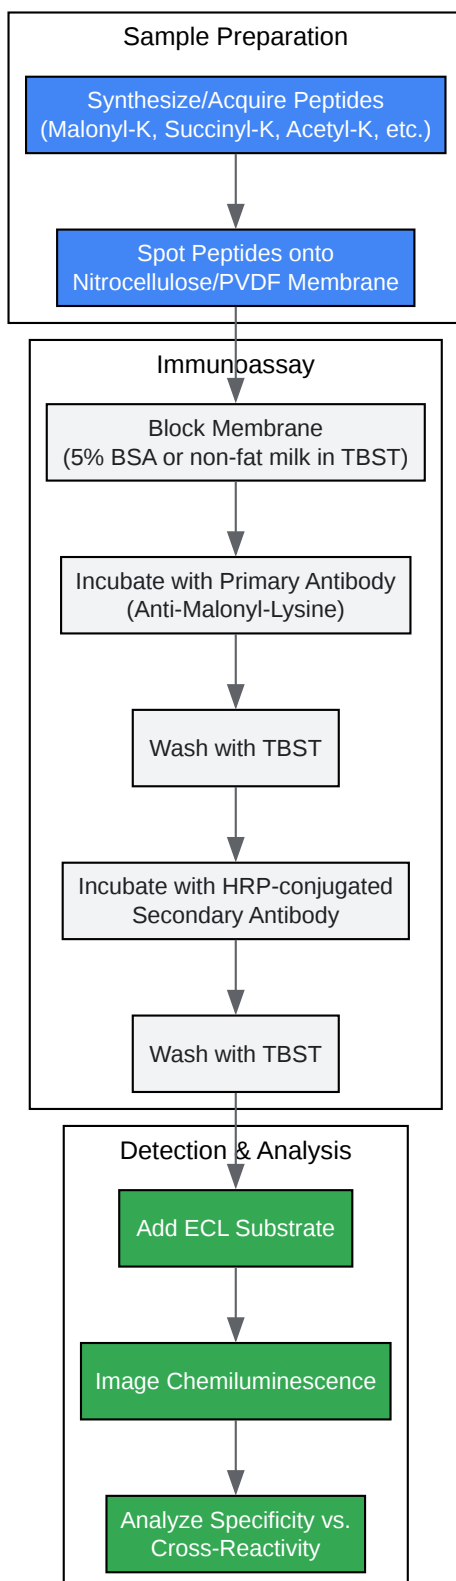 Sample Preparation
Synthesize/Acquire Peptides
(Malonyl-K, Succinyl-K, Acetyl-K, etc.)
Spot Peptides onto
Nitrocellulose/PVDF Membrane
Immunoassay
Block Membrane
(5% BSA or non-fat milk in TBST)
Incubate with Primary Antibody
(Anti-Malonyl-Lysine)
Wash with TBST
Incubate with HRP-conjugated
Secondary Antibody
Wash with TBST
Detection & Analysis
Add ECL Substrate
Image Chemiluminescence
Analyze Specificity vs.
Cross-Reactivity